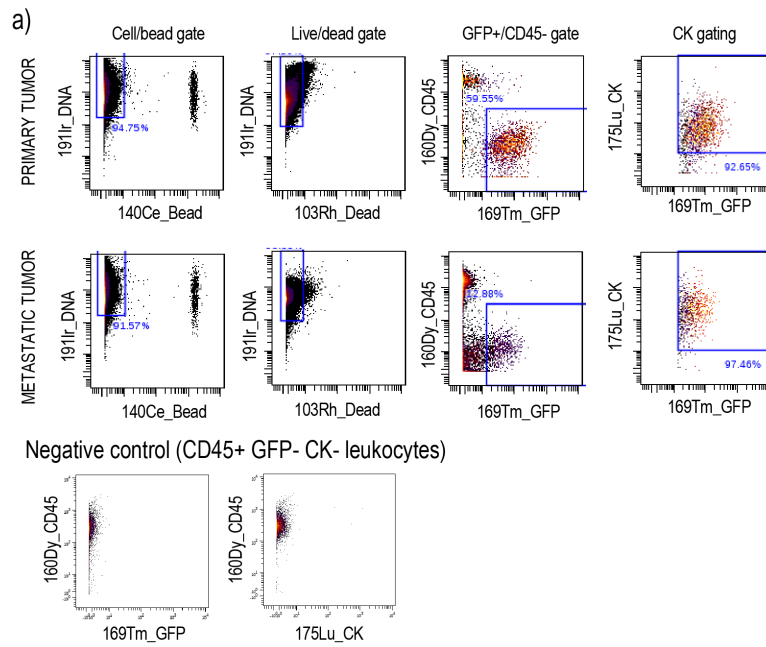 a)
Cell/bead gate
Live/dead gate
GFP+/CD45- gate
CK gating
PRIMARY TUMOR
191Ir_DNA
94.75%
140Ce_Bead
191Ir_DNA
103Rh_Dead
160Dy_CD45
59.55%
169Tm_GFP
175Lu_CK
92.65%
169Tm_GFP
METASTATIC TUMOR
191Ir_DNA
91.57%
140Ce_Bead
191Ir_DNA
103Rh_Dead
160Dy_CD45
12.88%
169Tm_GFP
175Lu_CK
97.46%
169Tm_GFP
Negative control (CD45+ GFP- CK- leukocytes)
160Dy_CD45
169Tm_GFP
160Dy_CD45
175Lu_CK